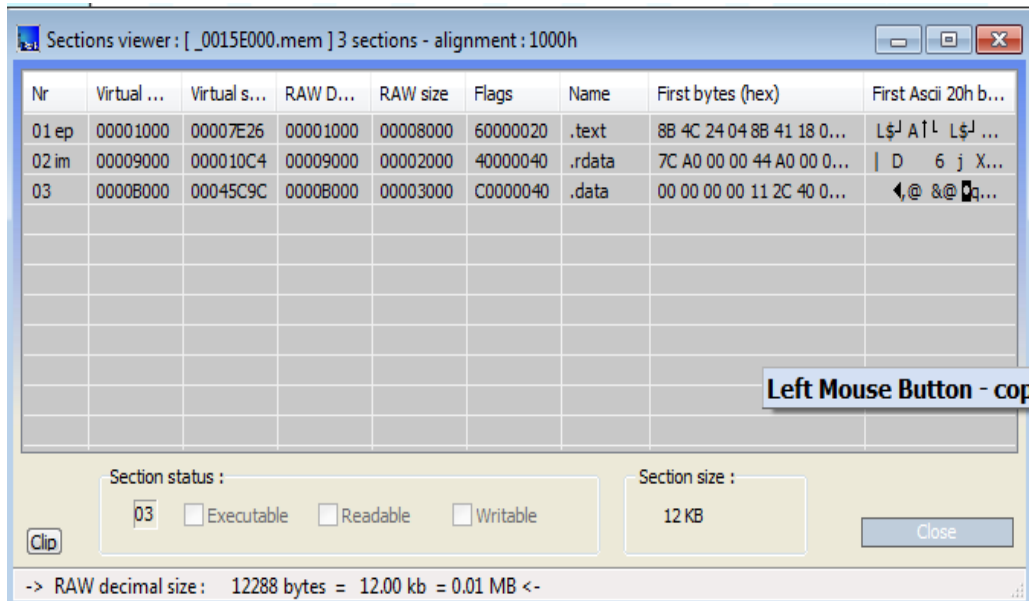 Sections viewer : [ _0015E000.mem ] 3 sections - alignment : 1000h
Nr Virtual ... Virtual s... RAW D... RAW size Flags Name First bytes (hex) First Ascii 20h b...
01 ep 00001000 00007E26 00001000 00008000 60000020 .text 8B 4C 24 04 8B 41 18 0... L$┘ A↑└ L$┘ ...
02 im 00009000 000010C4 00009000 00002000 40000040 .rdata 7C A0 00 00 44 A0 00 0... | D 6 j X...
03 0000B000 00045C9C 0000B000 00003000 C0000040 .data 00 00 00 00 11 2C 40 0... ◄,@ &@ ◘q...
Left Mouse Button - cop
Section status :
Section size :
03 Executable Readable Writable
12 KB
Clip
Close
-> RAW decimal size : 12288 bytes = 12.00 kb = 0.01 MB <-